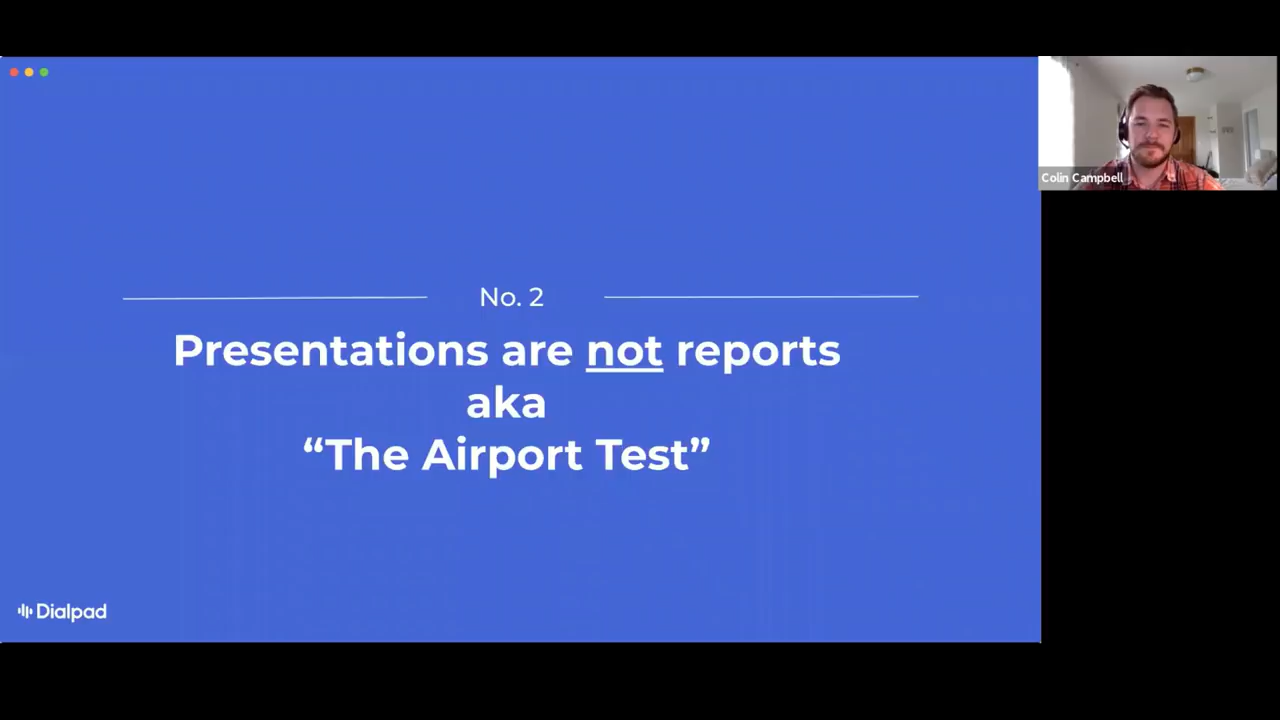 No. 2
Presentations are not reports
aka
“The Airport Test”
Dialpad
Colin Campbell